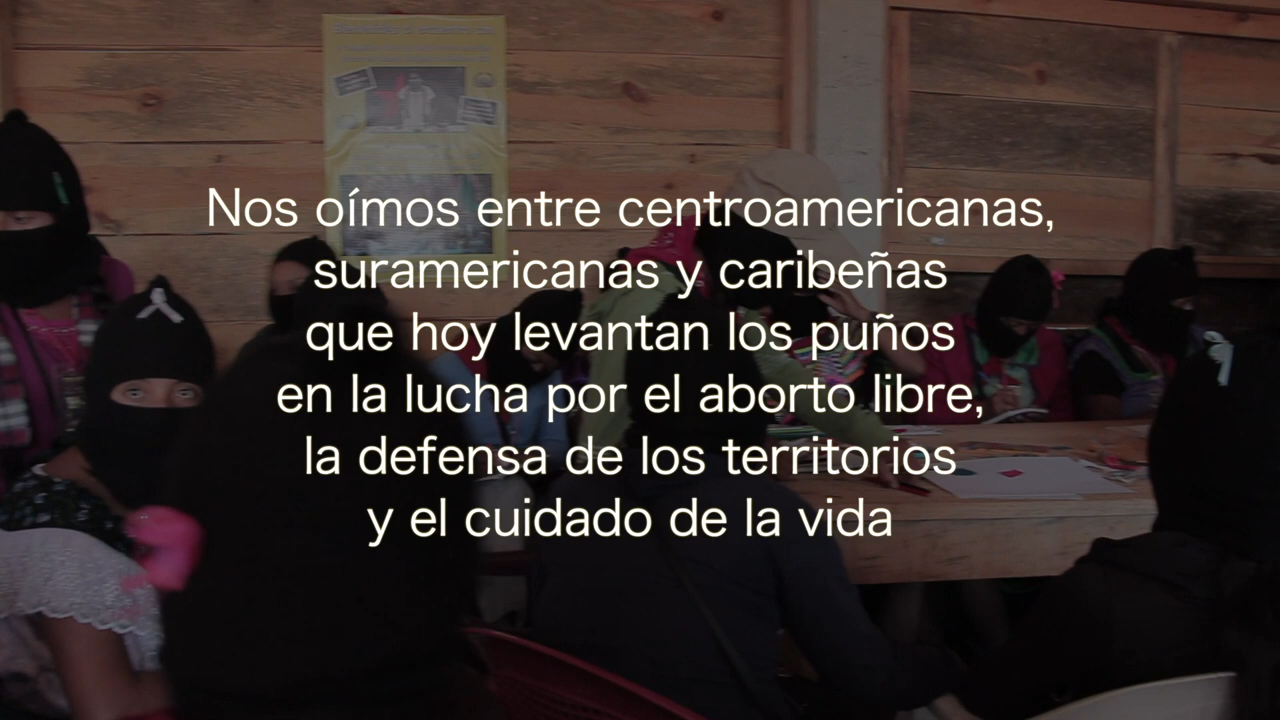 Nos oímos entre centroamericanas,
suramericanas y caribeñas
que hoy levantan los puños
en la lucha por el aborto libre,
la defensa de los territorios
y el cuidado de la vida